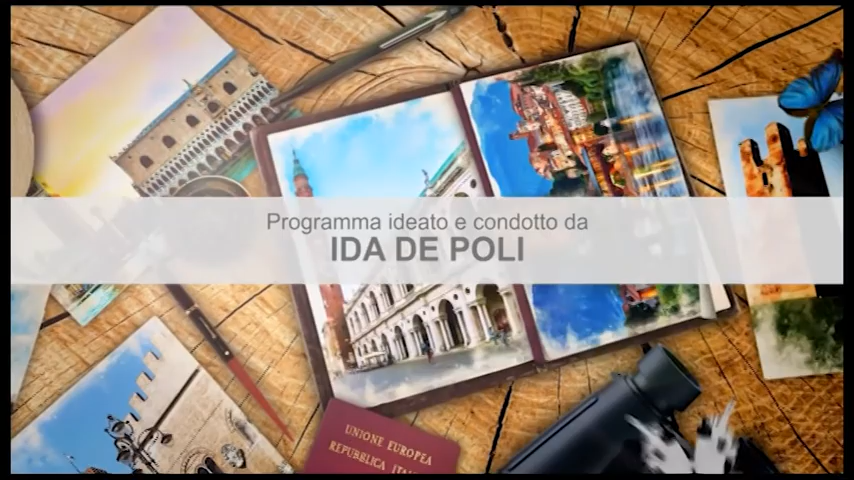 Programma ideato e condotto da
IDA DE POLI
UNIONE EUROPEA
REPUBBLICA